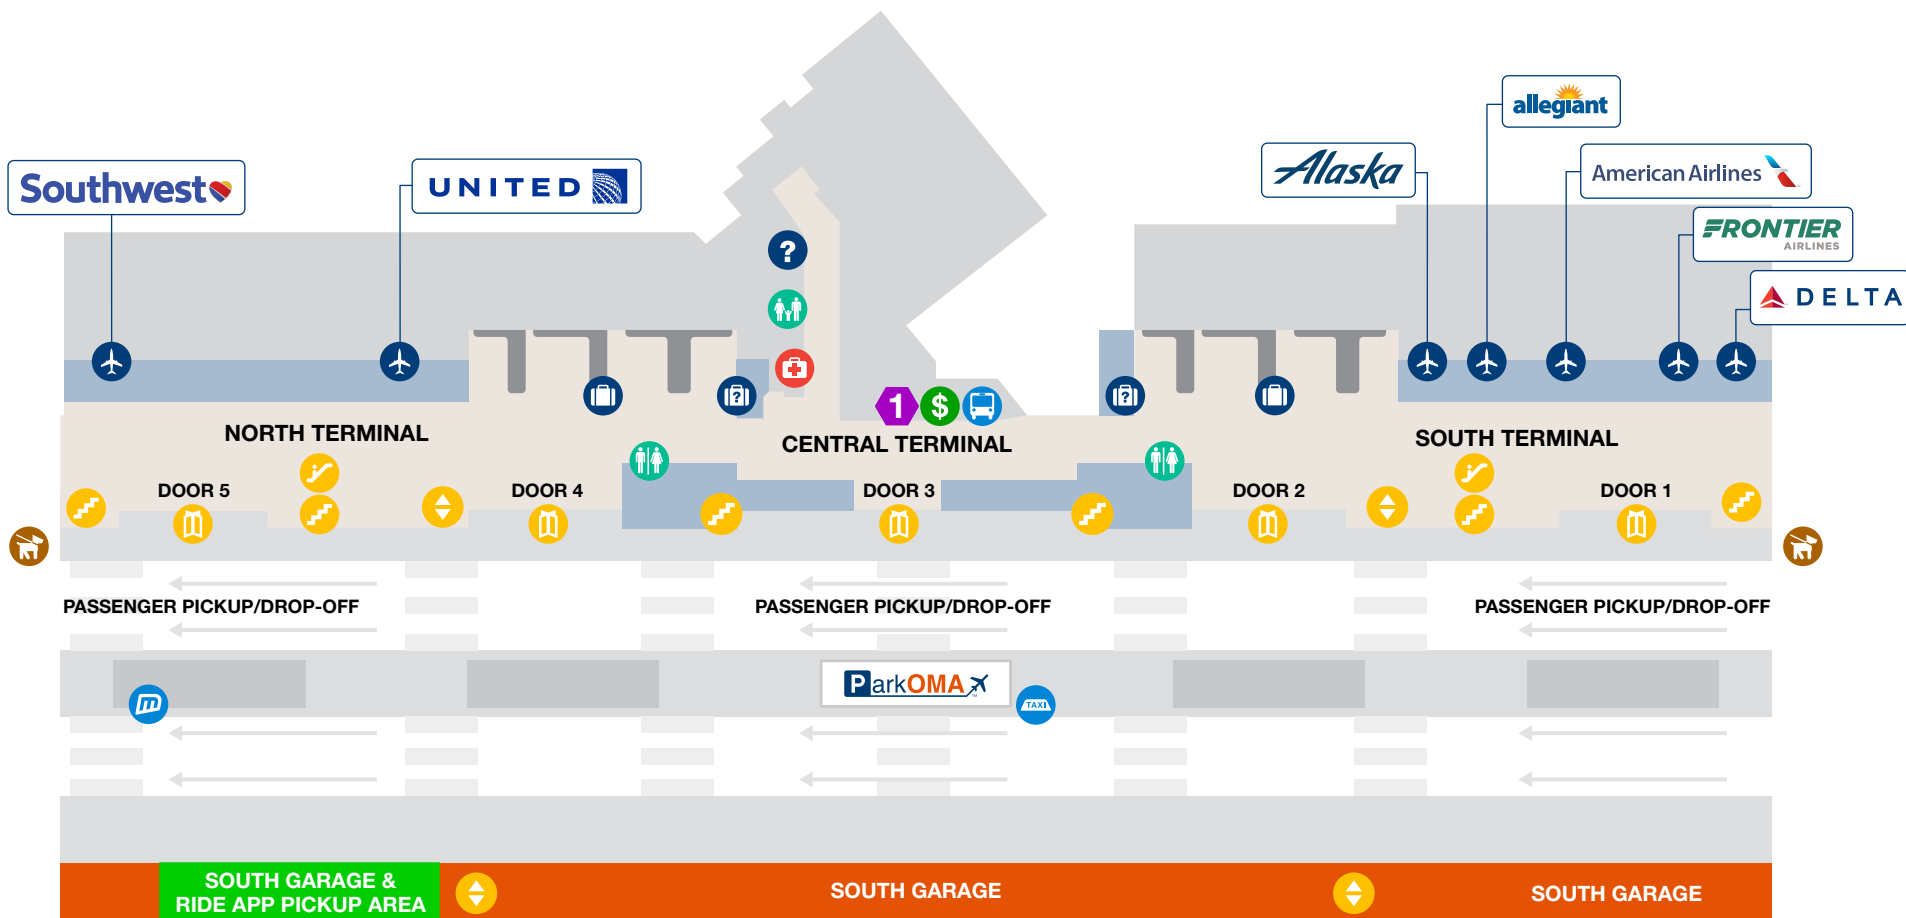 allegiant
Alaska
American Airlines
Southwest
UNITED
FRONTIER
AIRLINES
DELTA
?
?
?
1
$
NORTH TERMINAL
CENTRAL TERMINAL
SOUTH TERMINAL
DOOR 5
DOOR 4
DOOR 3
DOOR 2
DOOR 1
PASSENGER PICKUP/DROP-OFF
PASSENGER PICKUP/DROP-OFF
PASSENGER PICKUP/DROP-OFF
ParkOMA
TAXI
SOUTH GARAGE &
RIDE APP PICKUP AREA
SOUTH GARAGE
SOUTH GARAGE